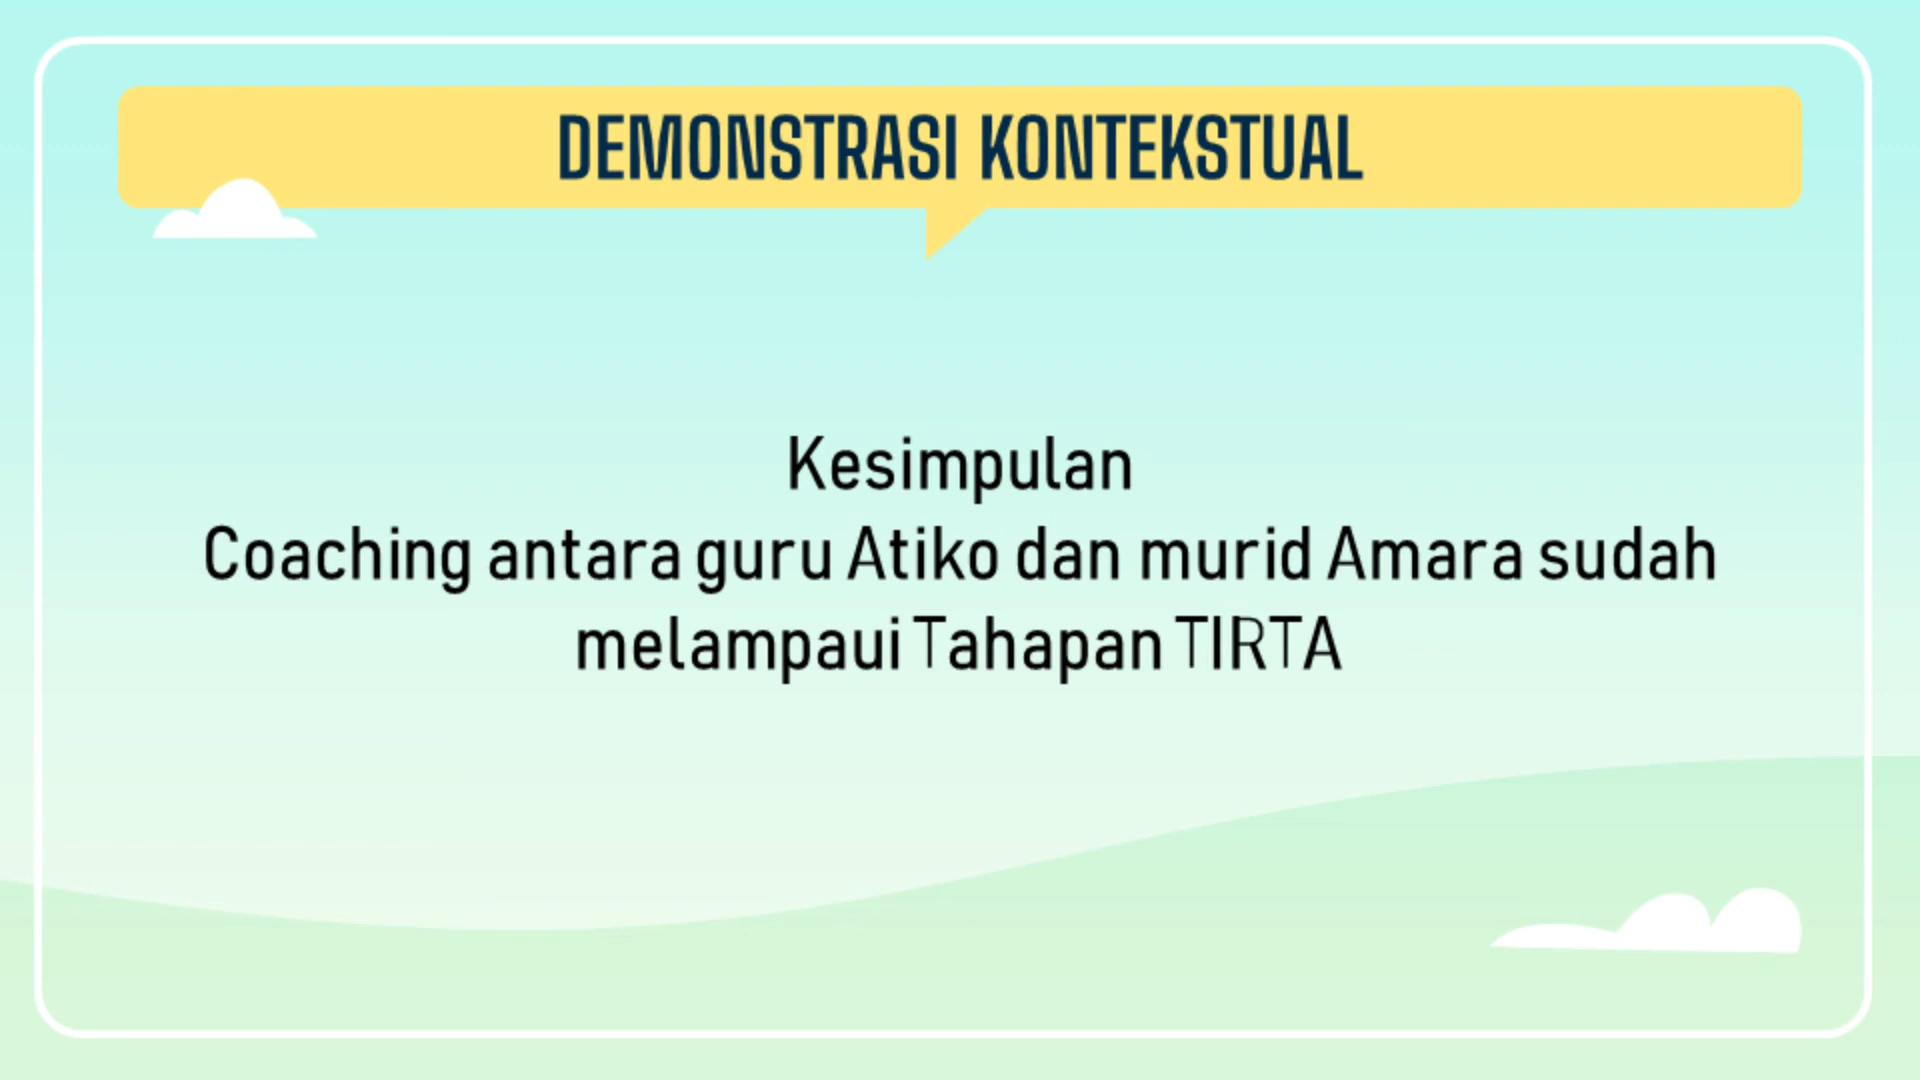 DEMONSTRASI KONTEKSTUAL
Kesimpulan
Coaching antara guru Atiko dan murid Amara sudah
melampaui Tahapan TIRTA